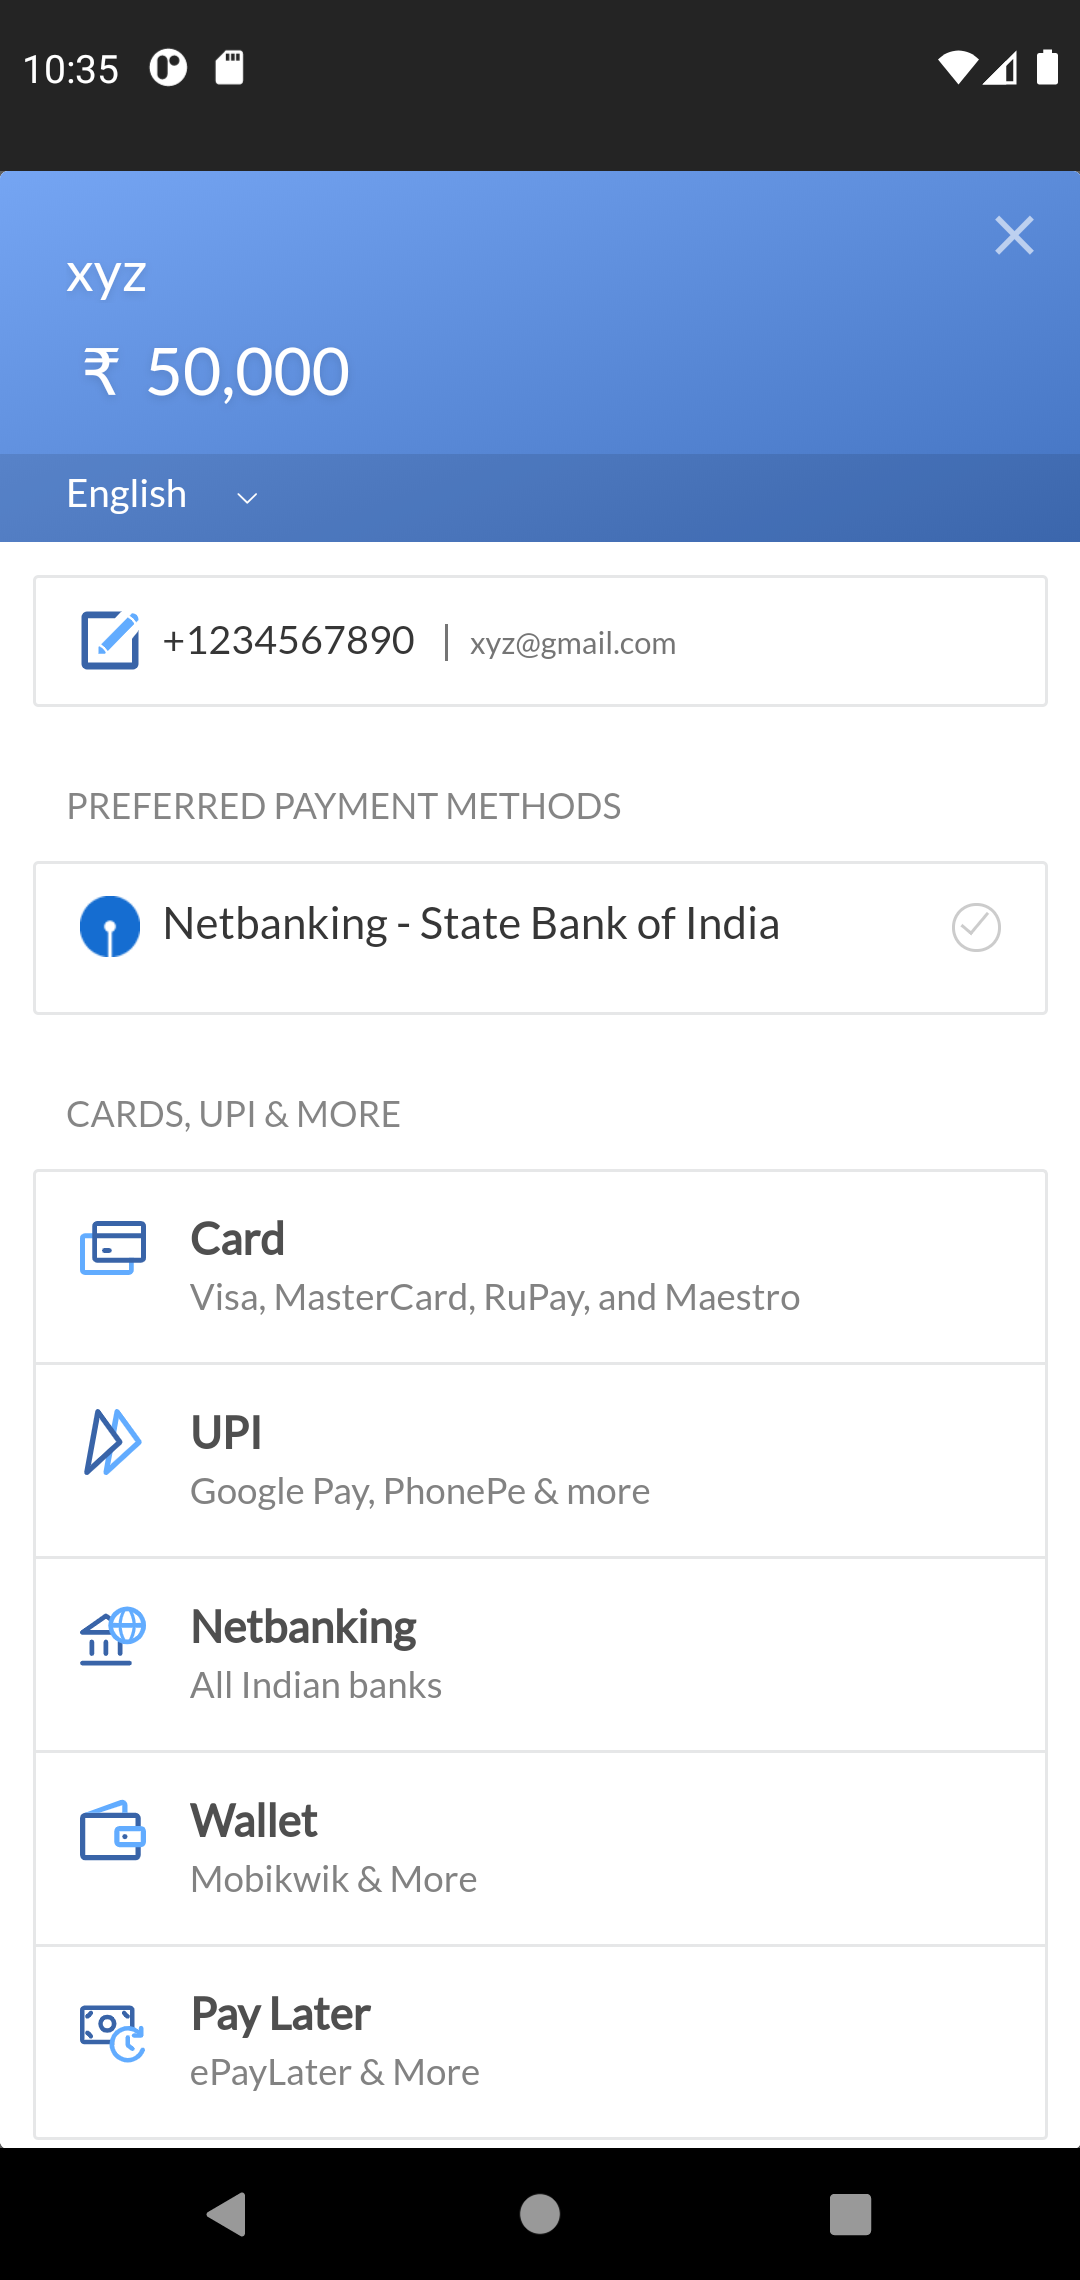 10:35
xyz
₹ 50,000
English
+1234567890 | xyz@gmail.com
PREFERRED PAYMENT METHODS
Netbanking - State Bank of India
CARDS, UPI & MORE
Card
Visa, MasterCard, RuPay, and Maestro
UPI
Google Pay, PhonePe & more
Netbanking
All Indian banks
Wallet
Mobikwik & More
Pay Later
ePayLater & More